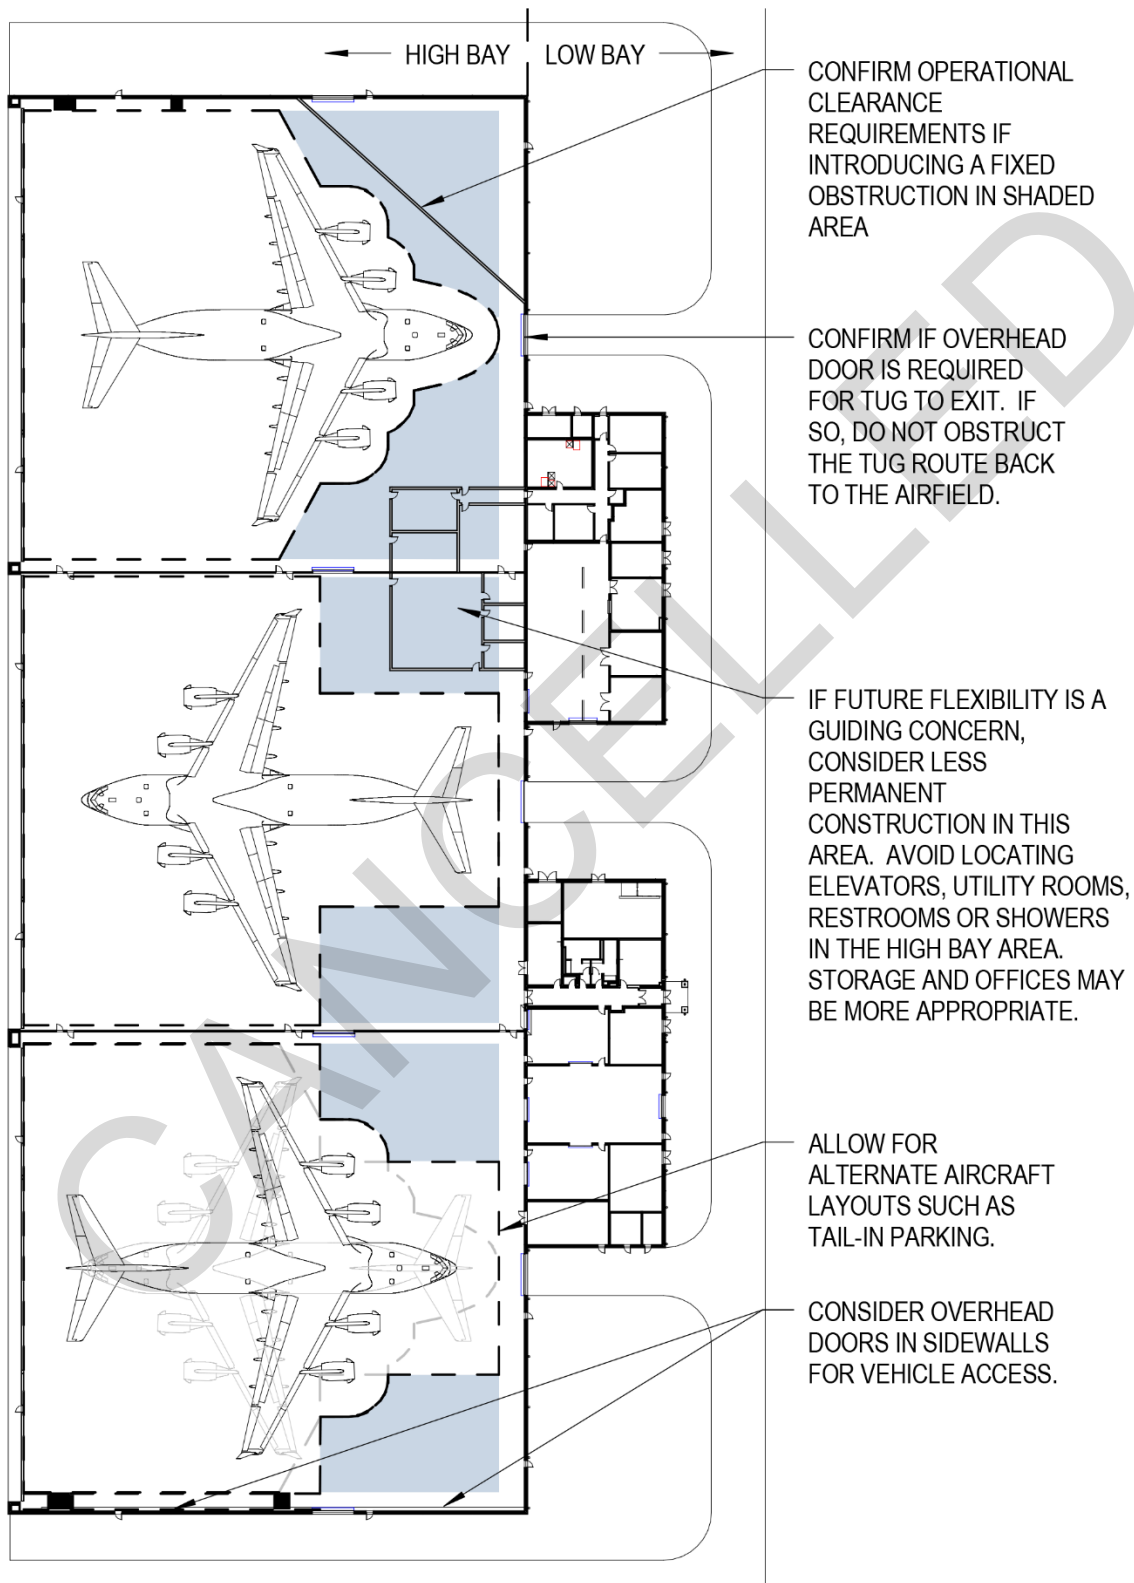 HIGH BAY LOW BAY
CONFIRM OPERATIONAL
CLEARANCE
REQUIREMENTS IF
INTRODUCING A FIXED
OBSTRUCTION IN SHADED
AREA
CONFIRM IF OVERHEAD
DOOR IS REQUIRED
FOR TUG TO EXIT. IF
SO, DO NOT OBSTRUCT
THE TUG ROUTE BACK
TO THE AIRFIELD.
IF FUTURE FLEXIBILITY IS A
GUIDING CONCERN,
CONSIDER LESS
PERMANENT
CONSTRUCTION IN THIS
AREA. AVOID LOCATING
ELEVATORS, UTILITY ROOMS,
RESTROOMS OR SHOWERS
IN THE HIGH BAY AREA.
STORAGE AND OFFICES MAY
BE MORE APPROPRIATE.
ALLOW FOR
ALTERNATE AIRCRAFT
LAYOUTS SUCH AS
TAIL-IN PARKING.
CONSIDER OVERHEAD
DOORS IN SIDEWALLS
FOR VEHICLE ACCESS.
CANCELLED